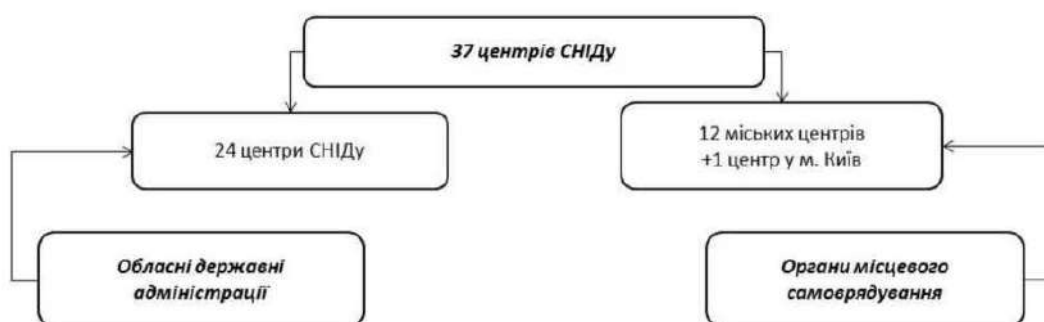 37 центрів СНІДу
24 центри СНІДу
12 міських центрів
+1 центр у м. Київ
Обласні державні
адміністрації
Органи місцевого
самоврядування